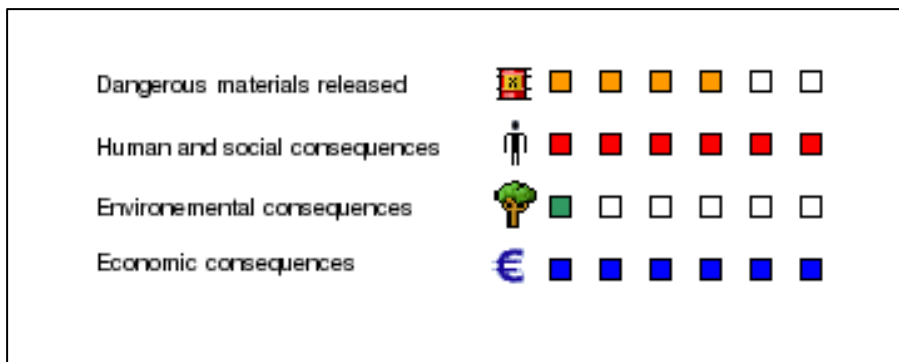 Dangerous materials released
Human and social consequences
Environemental consequences
Economic consequences €